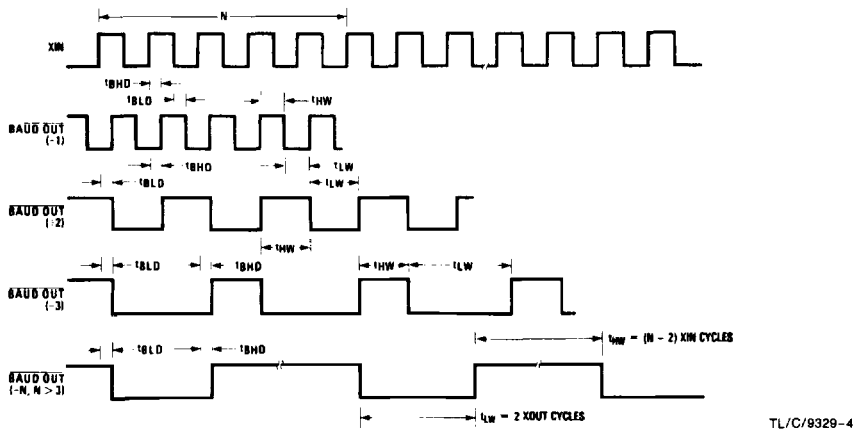 N
XIN
tBHD
tBLD
tHW
BAUD OUT
(÷1)
tBHD
tLW
tBLD
tLW
BAUD OUT
(÷2)
tHW
tBLD
tBHD
tHW
tLW
BAUD OUT
(÷3)
tBLD
tBHD
tHW = (N – 2) XIN CYCLES
BAUD OUT
(÷N, N > 3)
tLW = 2 XOUT CYCLES
TL/C/9329-4